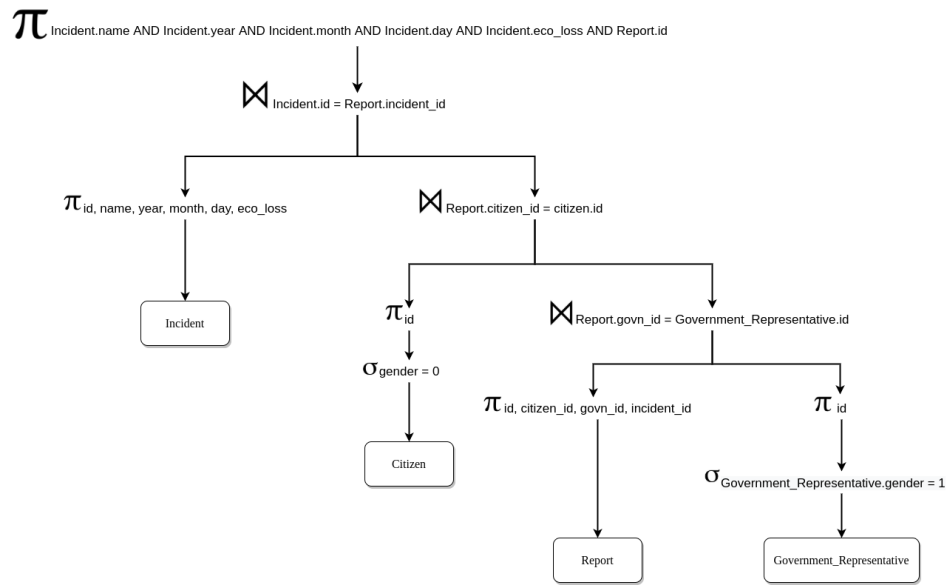 π Incident.name AND Incident.year AND Incident.month AND Incident.day AND Incident.eco_loss AND Report.id
⋈ Incident.id = Report.incident_id
π id, name, year, month, day, eco_loss
⋈ Report.citizen_id = citizen.id
Incident
π id
⋈ Report.govn_id = Government_Representative.id
σ gender = 0
π id, citizen_id, govn_id, incident_id
π id
Citizen
σ Government_Representative.gender = 1
Report
Government_Representative